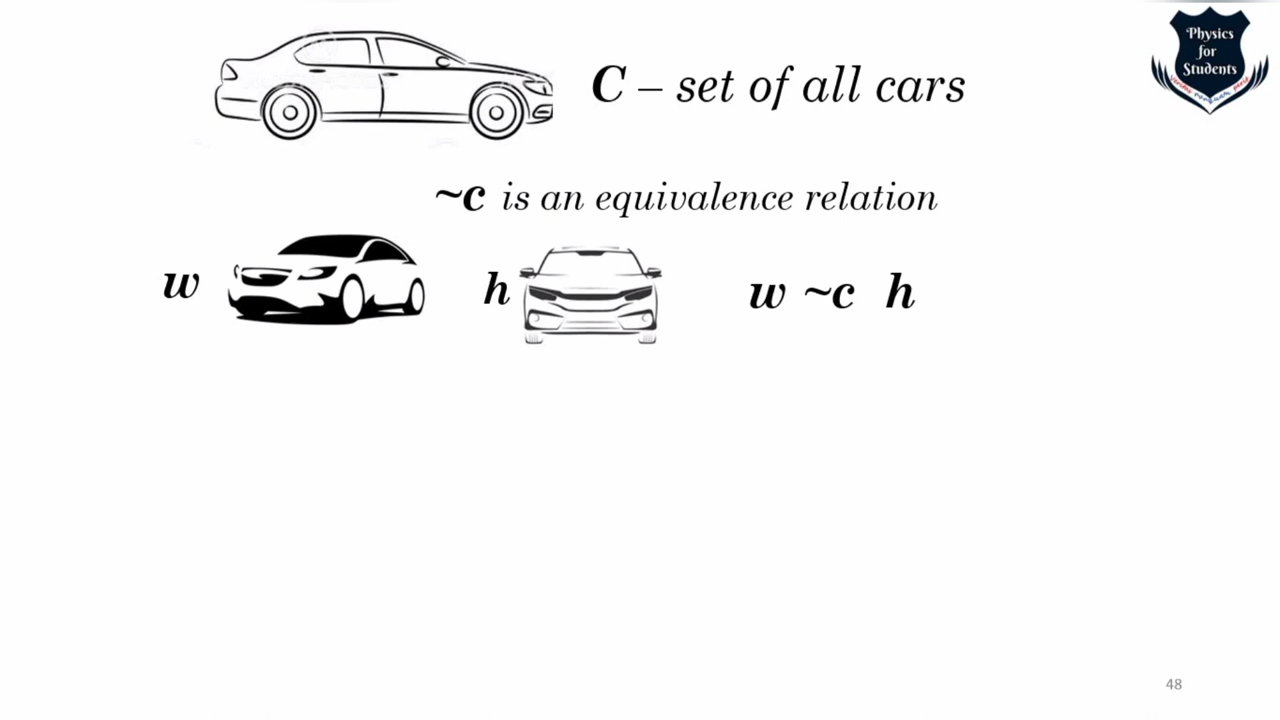 Physics
for
Students
C – set of all cars
~c is an equivalence relation
w
h
w ~c h
48